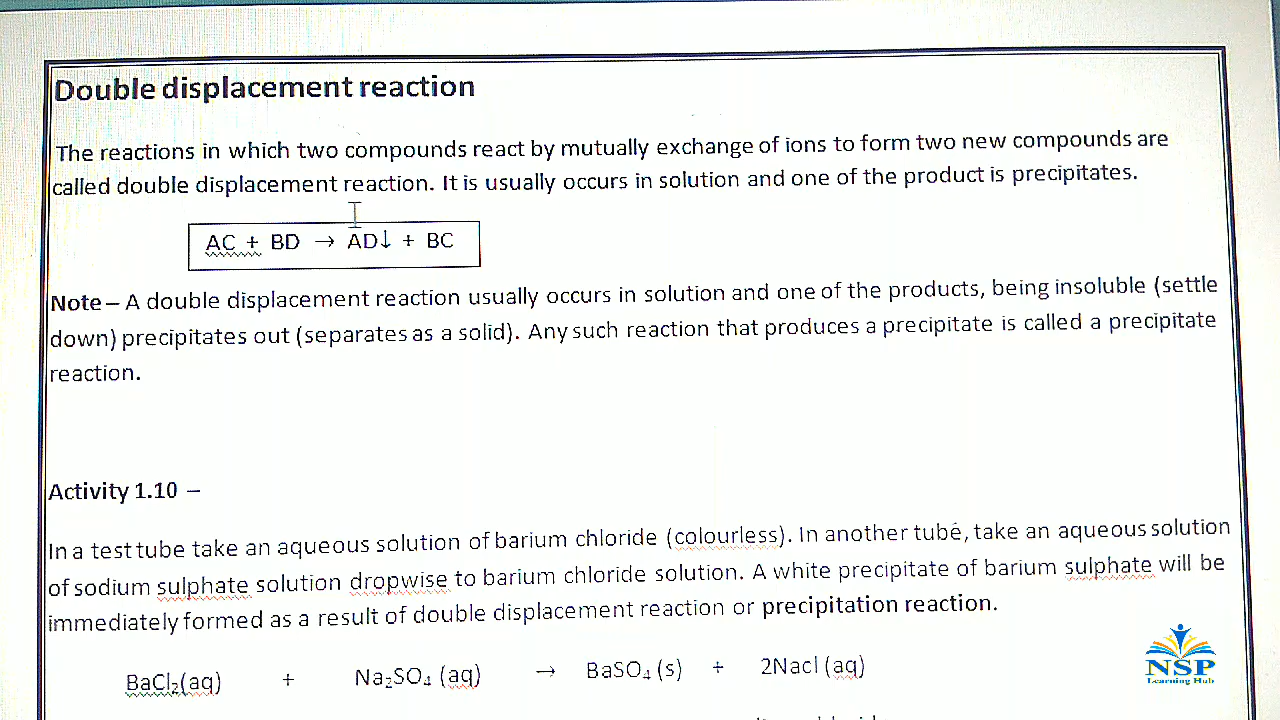 Double displacement reaction
The reactions in which two compounds react by mutually exchange of ions to form two new compounds are
called double displacement reaction. It is usually occurs in solution and one of the product is precipitates.
AC + BD → AD↓ + BC
Note – A double displacement reaction usually occurs in solution and one of the products, being insoluble (settle
down) precipitates out (separates as a solid). Any such reaction that produces a precipitate is called a precipitate
reaction.
Activity 1.10 –
In a test tube take an aqueous solution of barium chloride (colourless). In another tube, take an aqueous solution
of sodium sulphate solution dropwise to barium chloride solution. A white precipitate of barium sulphate will be
immediately formed as a result of double displacement reaction or precipitation reaction.
BaCl₂(aq) + Na₂SO₄ (aq) → BaSO₄ (s) + 2Nacl (aq)
NSP
Learning Hub